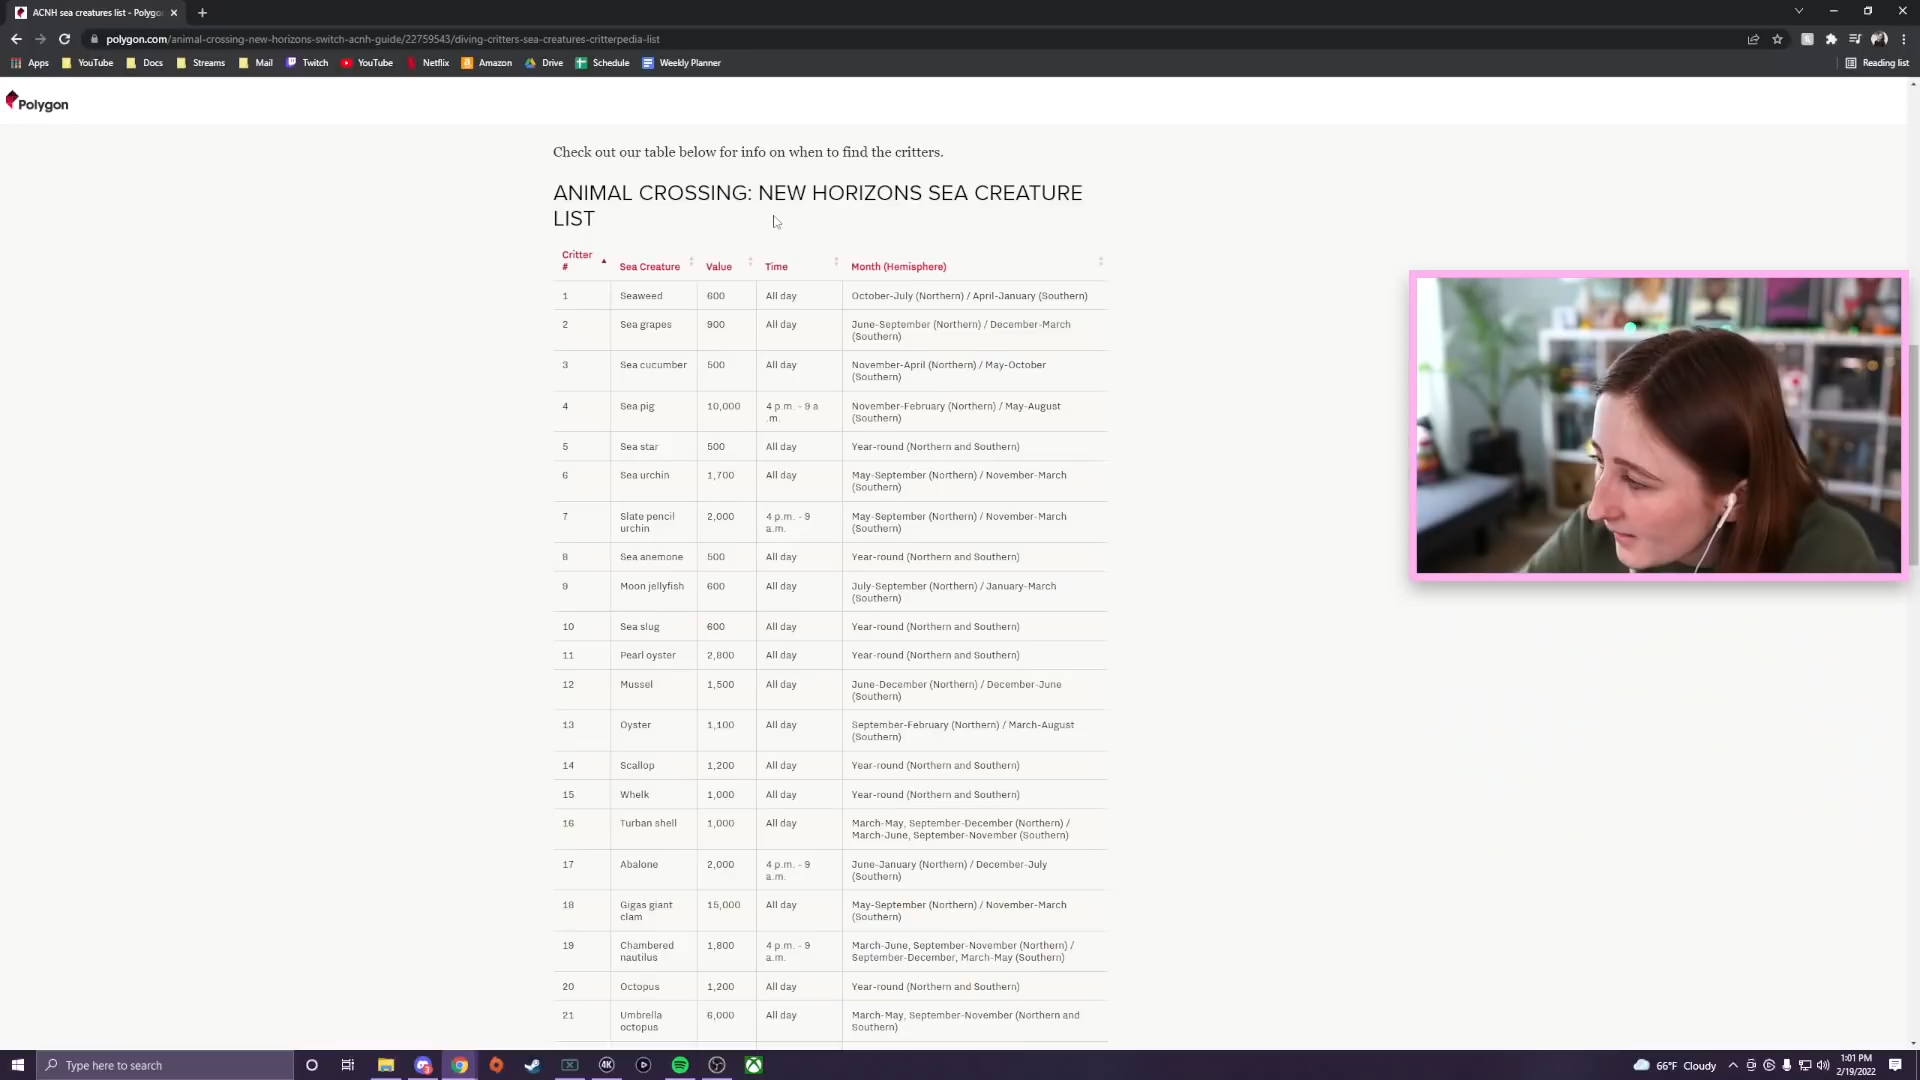 ACNH sea creatures list - Polygo
polygon.com/animal-crossing-new-horizons-switch-acnh-guide/22759543/diving-critters-sea-creatures-critterpedia-list
Apps YouTube Docs Streams Mail Twitch YouTube Netflix Amazon Drive Schedule Weekly Planner Reading list
Polygon
Check out our table below for info on when to find the critters.
ANIMAL CROSSING: NEW HORIZONS SEA CREATURE
LIST
Critter
# Sea Creature Value Time Month (Hemisphere)
1 Seaweed 600 All day October-July (Northern) / April-January (Southern)
2 Sea grapes 900 All day June-September (Northern) / December-March
(Southern)
3 Sea cucumber 500 All day November-April (Northern) / May-October
(Southern)
4 Sea pig 10,000 4 p.m. - 9 a November-February (Northern) / May-August
.m. (Southern)
5 Sea star 500 All day Year-round (Northern and Southern)
6 Sea urchin 1,700 All day May-September (Northern) / November-March
(Southern)
7 Slate pencil 2,000 4 p.m. - 9 May-September (Northern) / November-March
urchin a.m. (Southern)
8 Sea anemone 500 All day Year-round (Northern and Southern)
9 Moon jellyfish 600 All day July-September (Northern) / January-March
(Southern)
10 Sea slug 600 All day Year-round (Northern and Southern)
11 Pearl oyster 2,800 All day Year-round (Northern and Southern)
12 Mussel 1,500 All day June-December (Northern) / December-June
(Southern)
13 Oyster 1,100 All day September-February (Northern) / March-August
(Southern)
14 Scallop 1,200 All day Year-round (Northern and Southern)
15 Whelk 1,000 All day Year-round (Northern and Southern)
16 Turban shell 1,000 All day March-May, September-December (Northern) /
March-June, September-November (Southern)
17 Abalone 2,000 4 p.m. - 9 June-January (Northern) / December-July
a.m. (Southern)
18 Gigas giant 15,000 All day May-September (Northern) / November-March
clam (Southern)
19 Chambered 1,800 4 p.m. - 9 March-June, September-November (Northern) /
nautilus a.m. September-December, March-May (Southern)
20 Octopus 1,200 All day Year-round (Northern and Southern)
21 Umbrella 6,000 All day March-May, September-November (Northern and
octopus Southern)
Type here to search 4K 66°F Cloudy 1:01 PM
2/19/2022